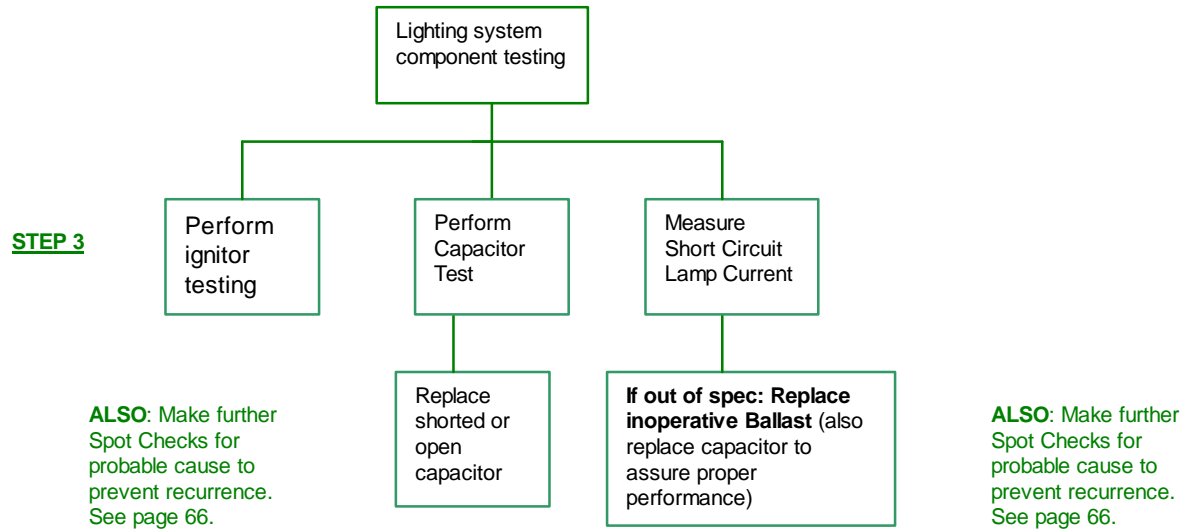 Lighting system
component testing
STEP 3
Perform
ignitor
testing
Perform
Capacitor
Test
Measure
Short Circuit
Lamp Current
ALSO: Make further
Spot Checks for
probable cause to
prevent recurrence.
See page 66.
Replace
shorted or
open
capacitor
If out of spec: Replace
inoperative Ballast (also
replace capacitor to
assure proper
performance)
ALSO: Make further
Spot Checks for
probable cause to
prevent recurrence.
See page 66.